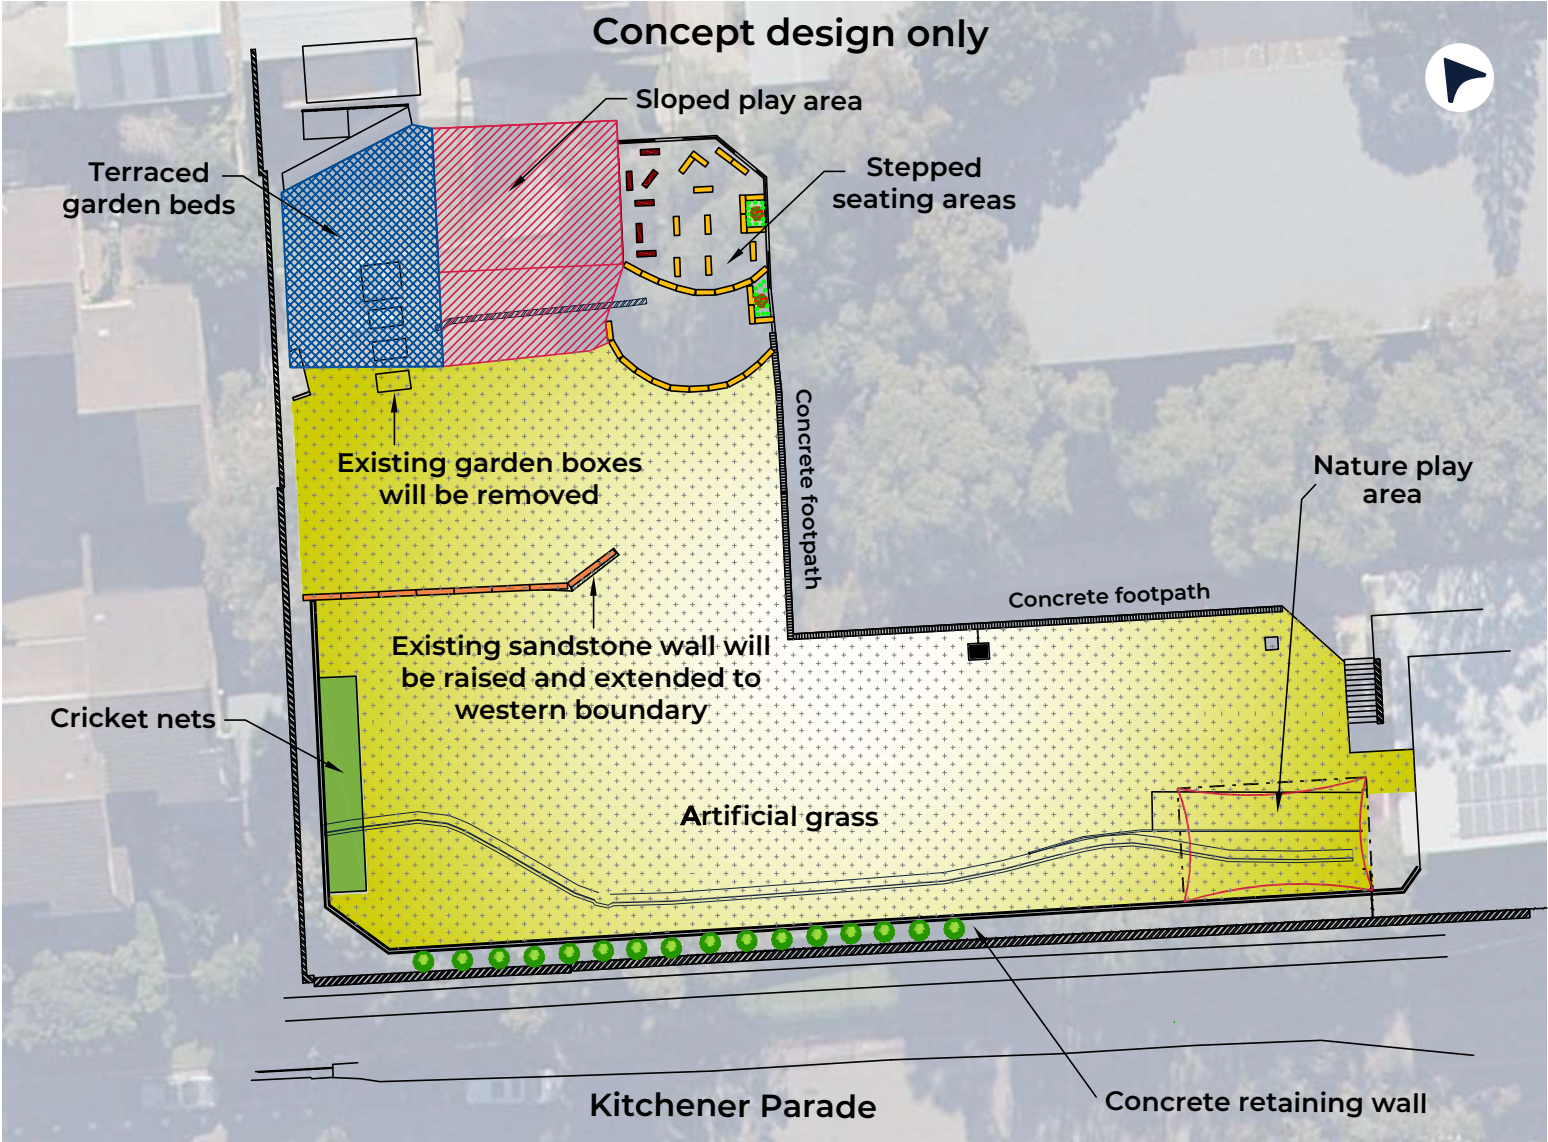 Concept design only
Sloped play area
Terraced
garden beds
Stepped
seating areas
Concrete footpath
Existing garden boxes
will be removed
Nature play
area
Concrete footpath
Existing sandstone wall will
be raised and extended to
western boundary
Cricket nets
Artificial grass
Kitchener Parade
Concrete retaining wall